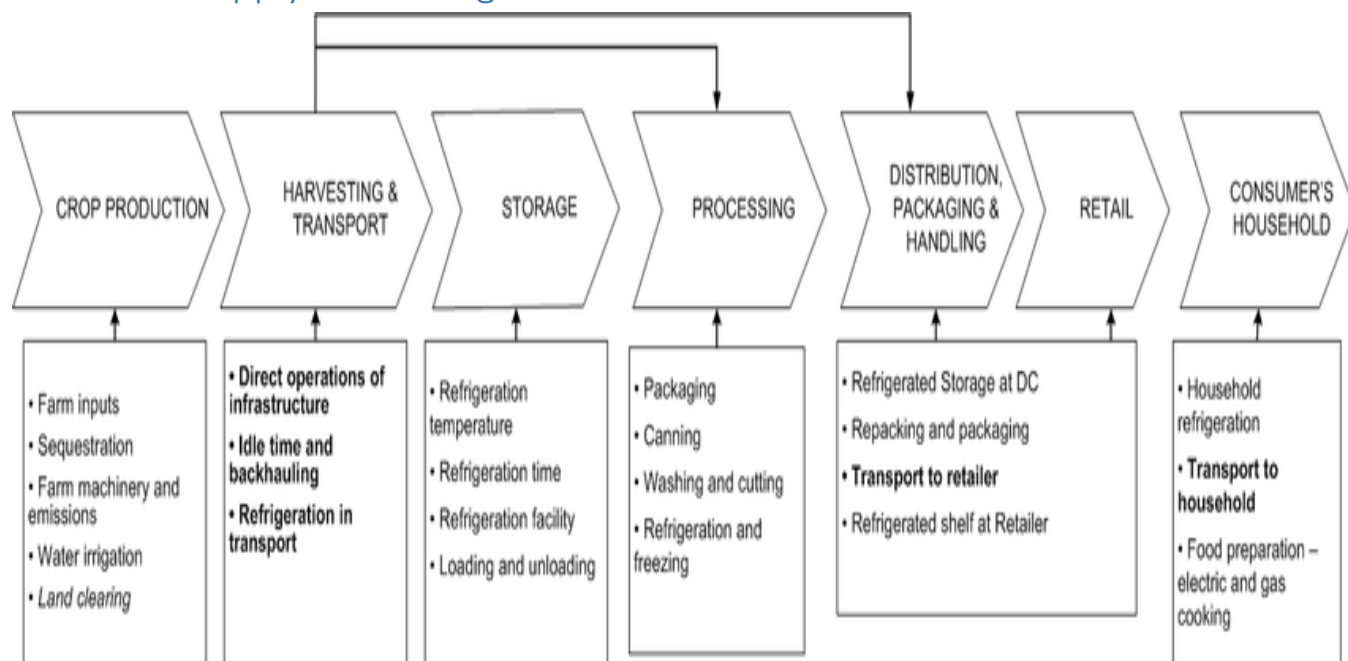 CROP PRODUCTION
HARVESTING &
TRANSPORT
STORAGE
PROCESSING
DISTRIBUTION,
PACKAGING &
HANDLING
RETAIL
CONSUMER'S
HOUSEHOLD
• Farm inputs
• Sequestration
• Farm machinery and
emissions
• Water irrigation
• Land clearing
• Direct operations of
infrastructure
• Idle time and
backhauling
• Refrigeration in
transport
• Refrigeration
temperature
• Refrigeration time
• Refrigeration facility
• Loading and unloading
• Packaging
• Canning
• Washing and cutting
• Refrigeration and
freezing
• Refrigerated Storage at DC
• Repacking and packaging
• Transport to retailer
• Refrigerated shelf at Retailer
• Household
refrigeration
• Transport to
household
• Food preparation –
electric and gas
cooking